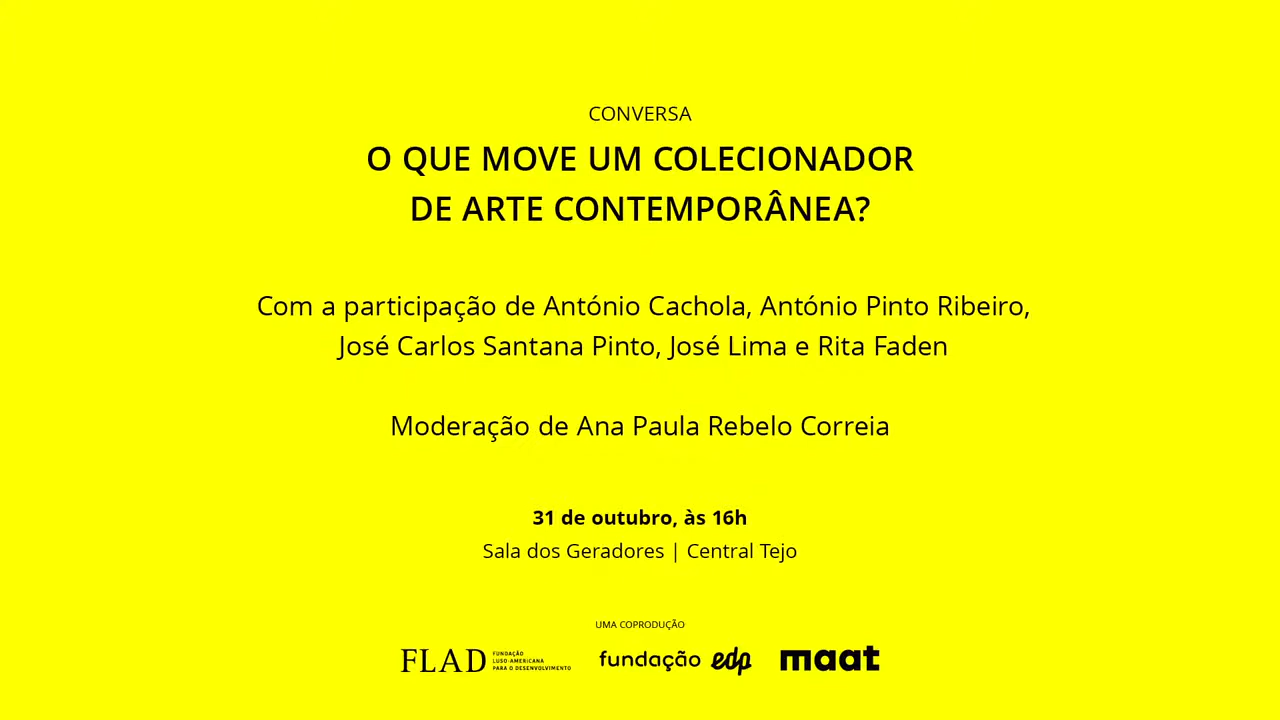 CONVERSA
O QUE MOVE UM COLECIONADOR
DE ARTE CONTEMPORÂNEA?
Com a participação de António Cachola, António Pinto Ribeiro,
José Carlos Santana Pinto, José Lima e Rita Faden
Moderação de Ana Paula Rebelo Correia
31 de outubro, às 16h
Sala dos Geradores | Central Tejo
UMA COPRODUÇÃO
FLAD
FUNDAÇÃO
LUSO-AMERICANA
PARA O DESENVOLVIMENTO
fundação edp
maat